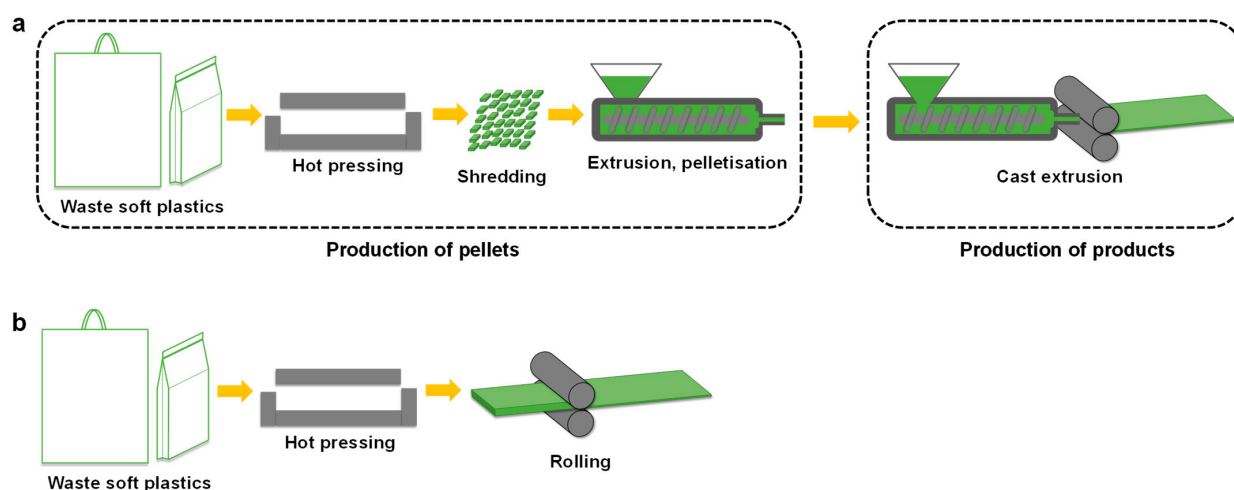 a
Waste soft plastics
Hot pressing
Shredding
Extrusion, pelletisation
Cast extrusion
Production of pellets
Production of products
b
Waste soft plastics
Hot pressing
Rolling